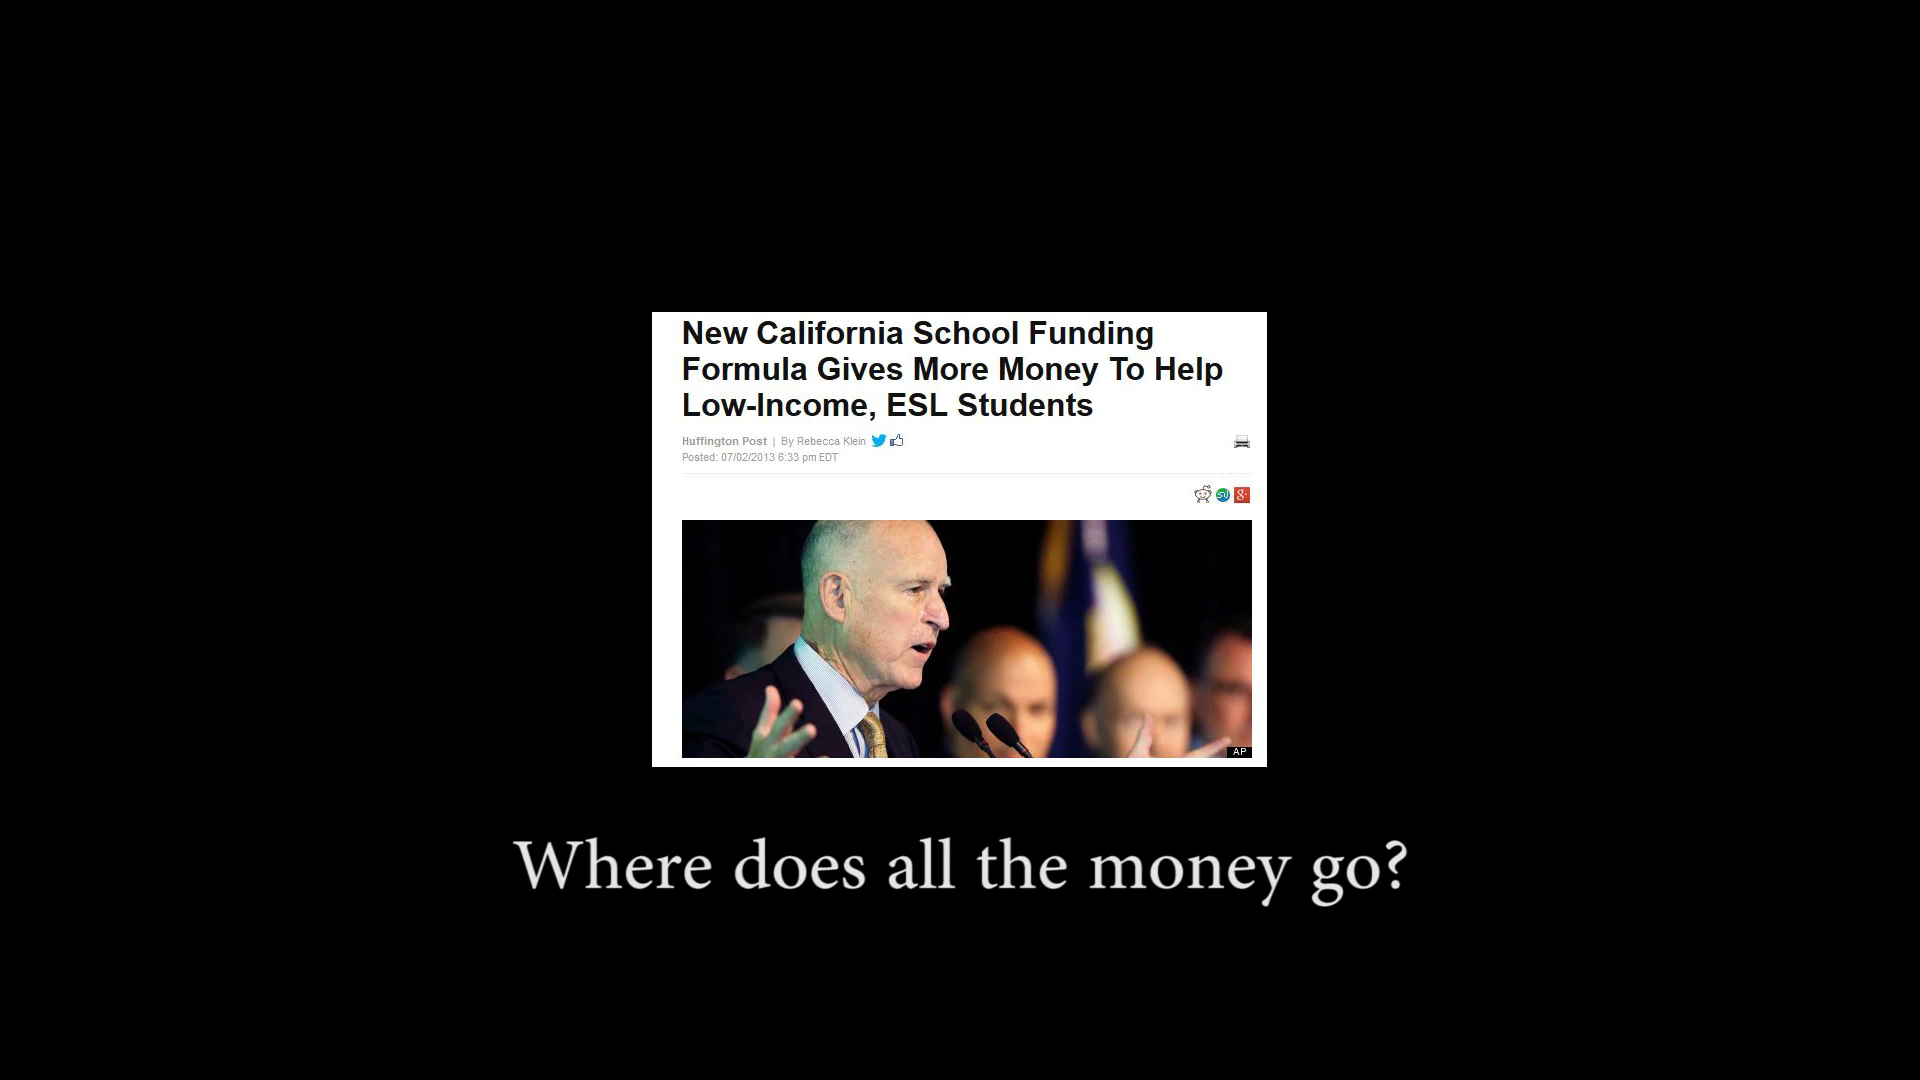 New California School Funding
Formula Gives More Money To Help
Low-Income, ESL Students
Huffington Post | By Rebecca Klein
Posted: 07/02/2013 6:33 pm EDT
AP
Where does all the money go?